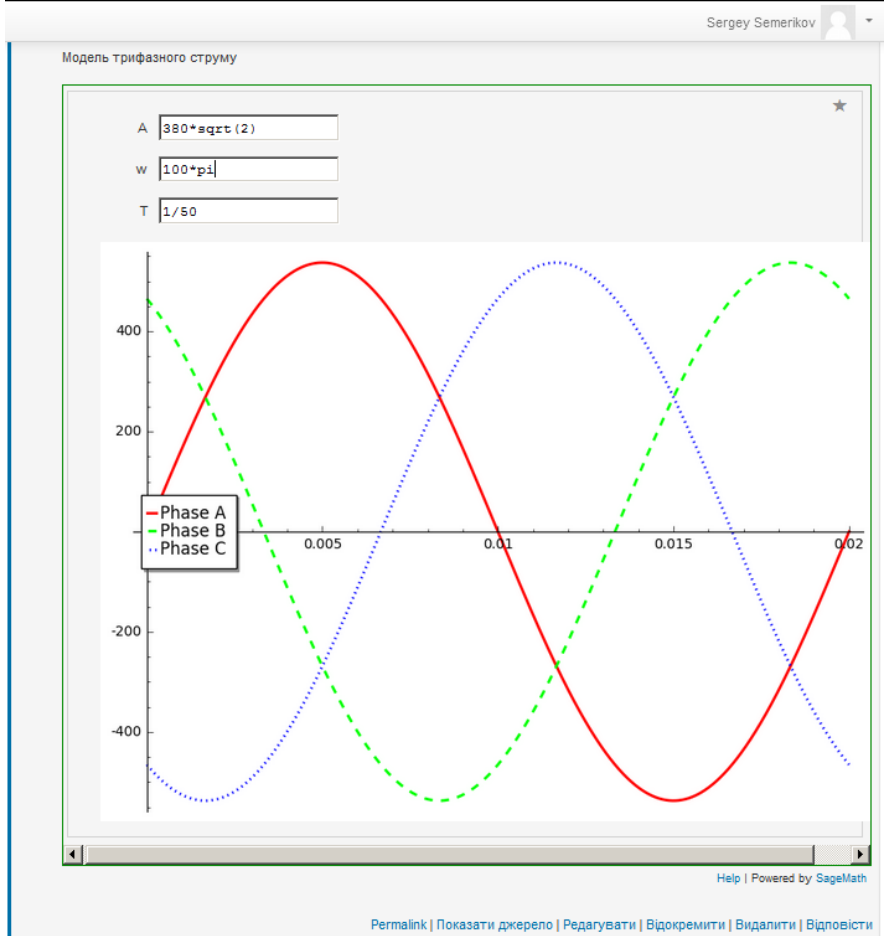 Sergey Semerikov
Модель трифазного струму
A 380*sqrt(2)
w 100*pi
T 1/50
400
200
Phase A
Phase B
Phase C
0.005 0.01 0.015 0.02
-200
-400
Help | Powered by SageMath
Permalink | Показати джерело | Редагувати | Відокремити | Видалити | Відповісти